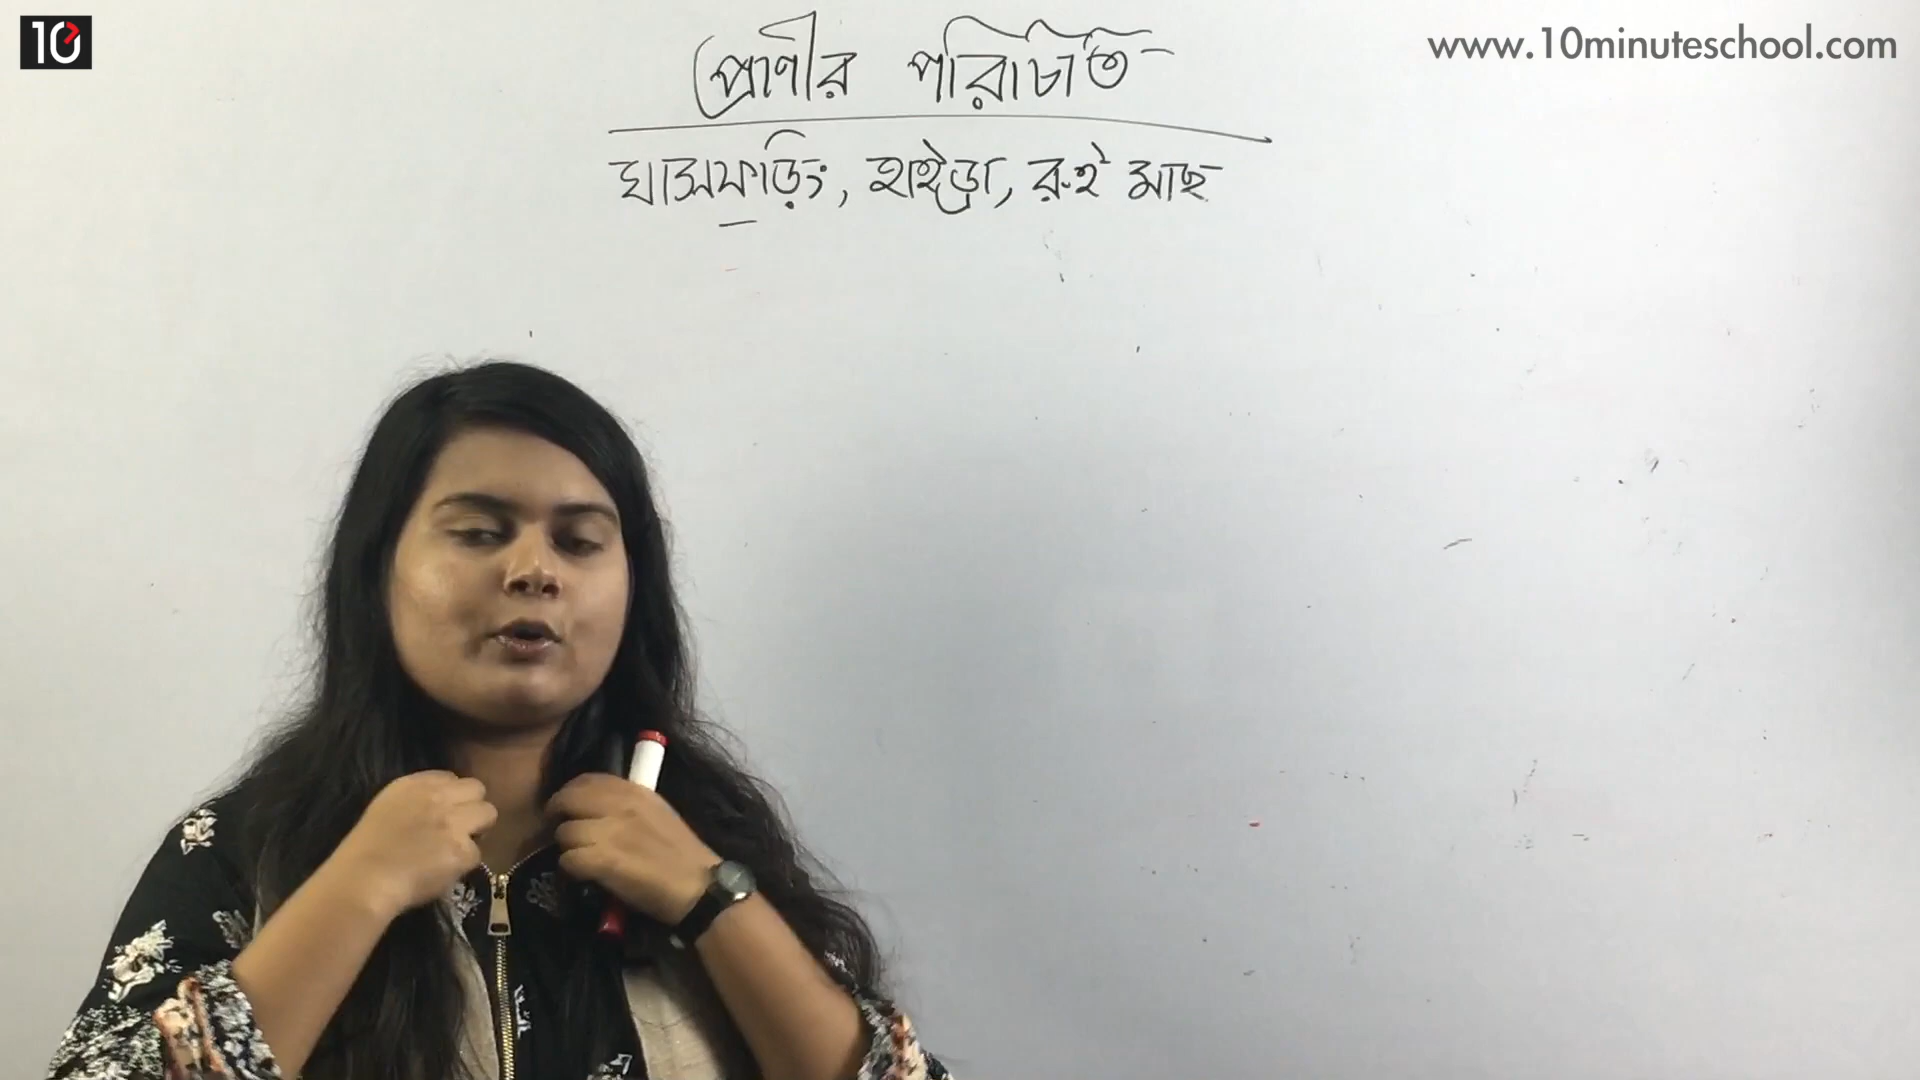 10
www.10minuteschool.com
প্রাণীর পরিচিতি
ঘাসফড়িং, হাইড্রা, রুই মাছ